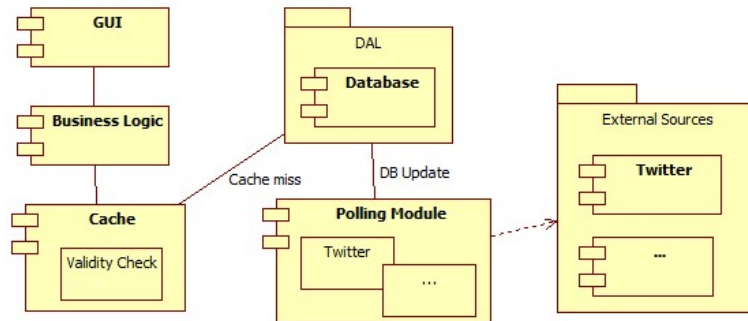 GUI
Business Logic
Cache
Validity Check
Cache miss
DAL
Database
DB Update
Polling Module
Twitter
...
External Sources
Twitter
...